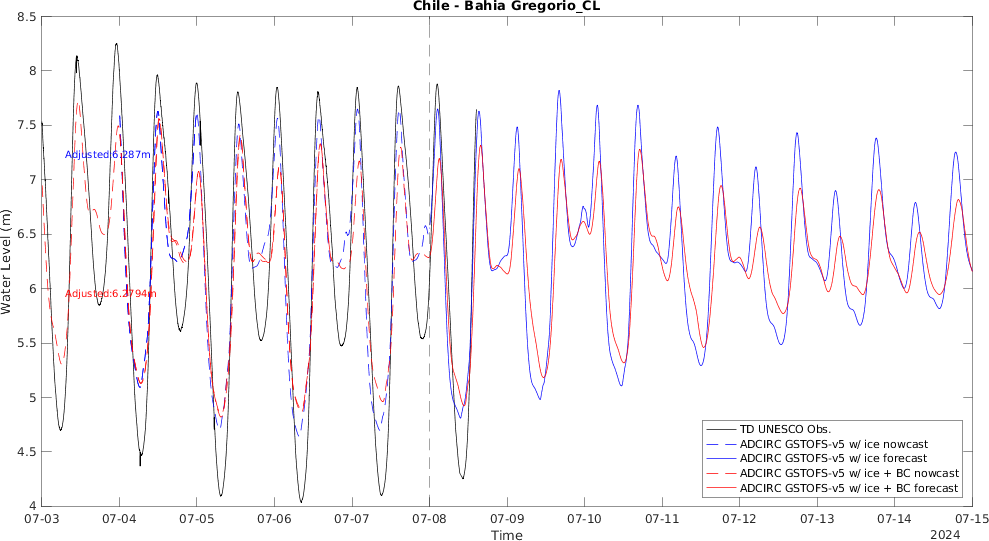 Chile - Bahia Gregorio_CL
8.5
8
7.5
7
6.5
6
5.5
5
4.5
4
Water Level (m)
Adjusted:6.287m
Adjusted:6.2794m
TD UNESCO Obs.
ADCIRC GSTOFS-v5 w/ ice nowcast
ADCIRC GSTOFS-v5 w/ ice forecast
ADCIRC GSTOFS-v5 w/ ice + BC nowcast
ADCIRC GSTOFS-v5 w/ ice + BC forecast
07-03 07-04 07-05 07-06 07-07 07-08 07-09 07-10 07-11 07-12 07-13 07-14 07-15
Time
2024